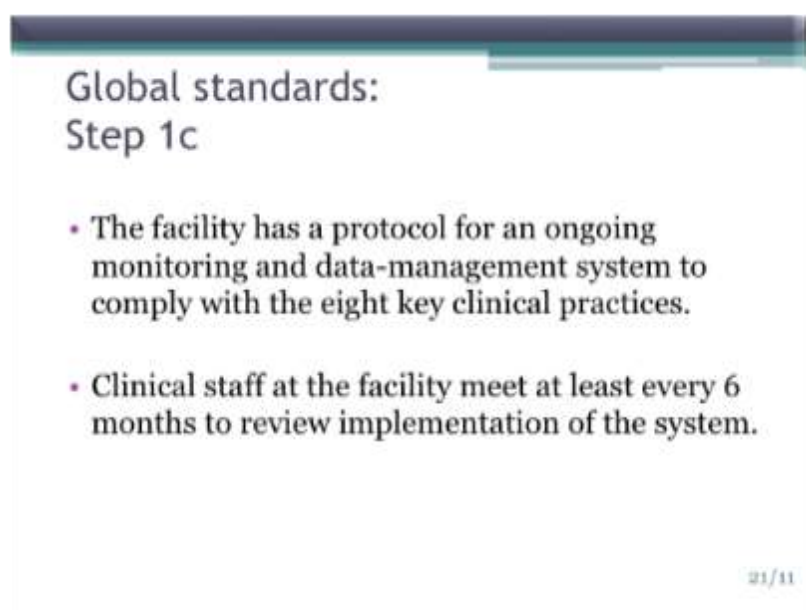 Global standards:
Step 1c
• The facility has a protocol for an ongoing
monitoring and data-management system to
comply with the eight key clinical practices.
• Clinical staff at the facility meet at least every 6
months to review implementation of the system.
21/11